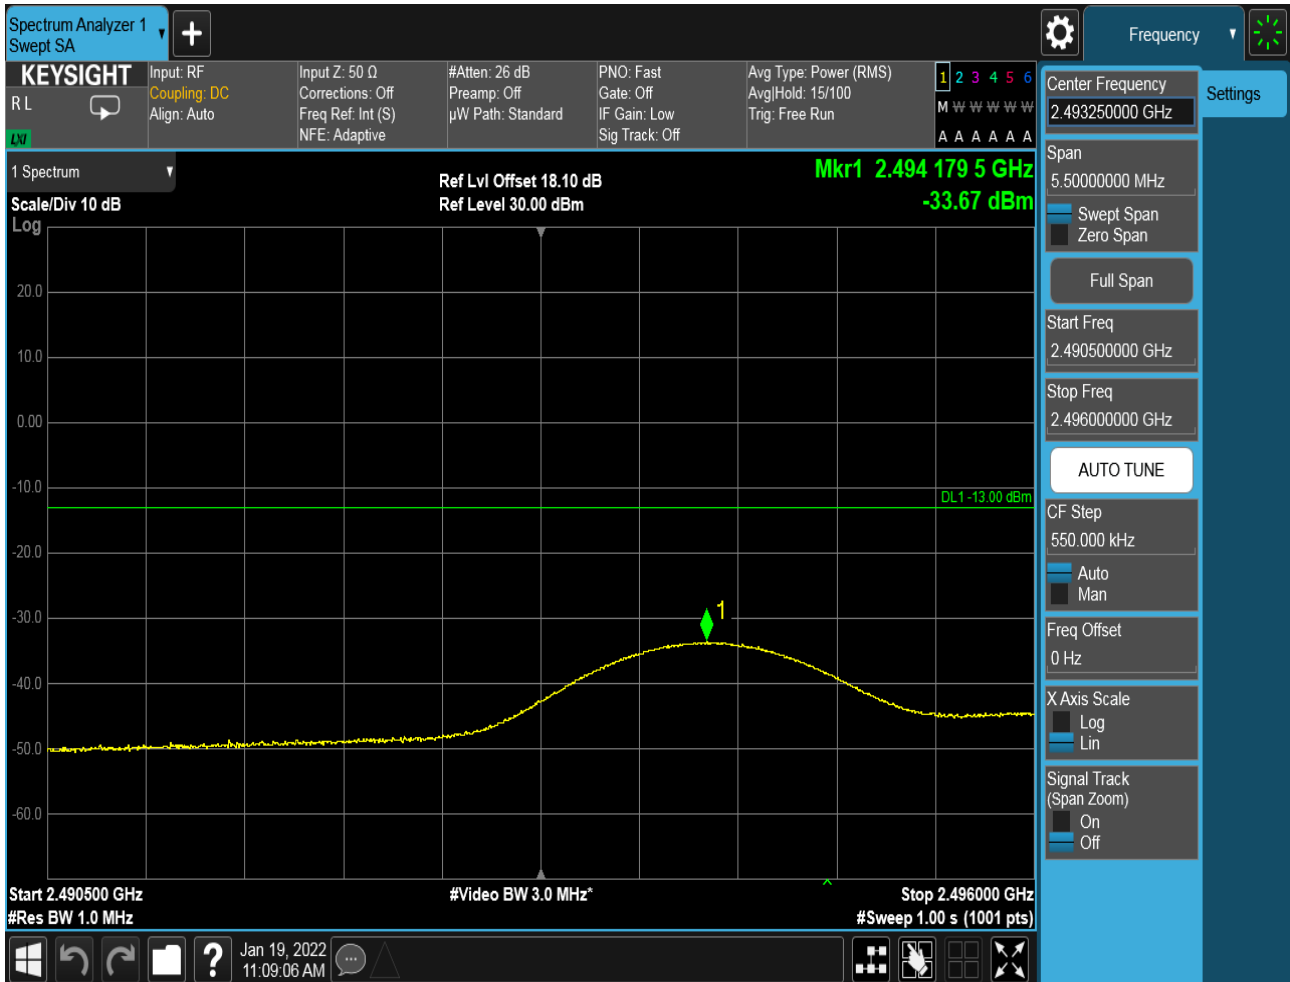 Spectrum Analyzer 1
Swept SA
Frequency
KEYSIGHT
R L
LXI
Input: RF
Coupling: DC
Align: Auto
Input Z: 50 Ω
Corrections: Off
Freq Ref: Int (S)
NFE: Adaptive
#Atten: 26 dB
Preamp: Off
µW Path: Standard
PNO: Fast
Gate: Off
IF Gain: Low
Sig Track: Off
Avg Type: Power (RMS)
Avg|Hold: 15/100
Trig: Free Run
1 2 3 4 5 6
M W W W W W
A A A A A A
1 Spectrum
Scale/Div 10 dB
Log
Ref Lvl Offset 18.10 dB
Ref Level 30.00 dBm
Mkr1 2.494 179 5 GHz
-33.67 dBm
20.0
10.0
0.00
-10.0
DL1 -13.00 dBm
-20.0
-30.0
1
-40.0
-50.0
-60.0
Start 2.490500 GHz
#Res BW 1.0 MHz
#Video BW 3.0 MHz*
Stop 2.496000 GHz
#Sweep 1.00 s (1001 pts)
?
Jan 19, 2022
11:09:06 AM
Center Frequency
2.493250000 GHz
Settings
Span
5.50000000 MHz
Swept Span
Zero Span
Full Span
Start Freq
2.490500000 GHz
Stop Freq
2.496000000 GHz
AUTO TUNE
CF Step
550.000 kHz
Auto
Man
Freq Offset
0 Hz
X Axis Scale
Log
Lin
Signal Track
(Span Zoom)
On
Off